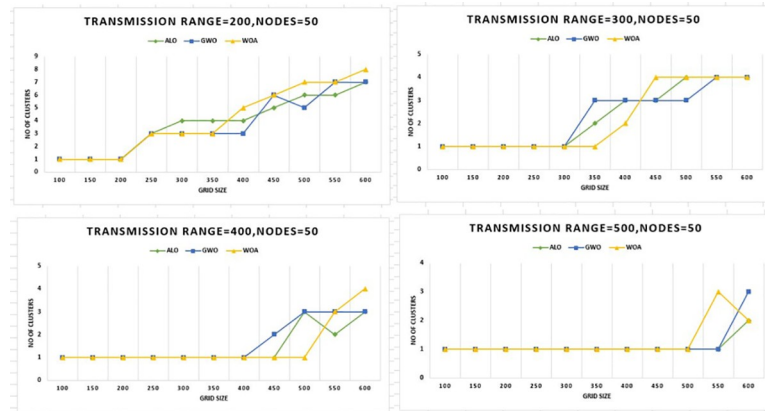 TRANSMISSION RANGE=200,NODES=50
ALO GWO WOA
NO OF CLUSTERS
9
8
7
6
5
4
3
2
1
0
100 150 200 250 300 350 400 450 500 550 600
GRID SIZE
TRANSMISSION RANGE=300,NODES=50
ALO GWO WOA
NO OF CLUSTERS
5
4
3
2
1
0
100 150 200 250 300 350 400 450 500 550 600
GRID SIZE
TRANSMISSION RANGE=400,NODES=50
ALO GWO WOA
NO OF CLUSTERS
5
4
3
2
1
0
100 150 200 250 300 350 400 450 500 550 600
GRID SIZE
TRANSMISSION RANGE=500,NODES=50
ALO GWO WOA
NO OF CLUSTERS
4
3
2
1
0
100 150 200 250 300 350 400 450 500 550 600
GRID SIZE